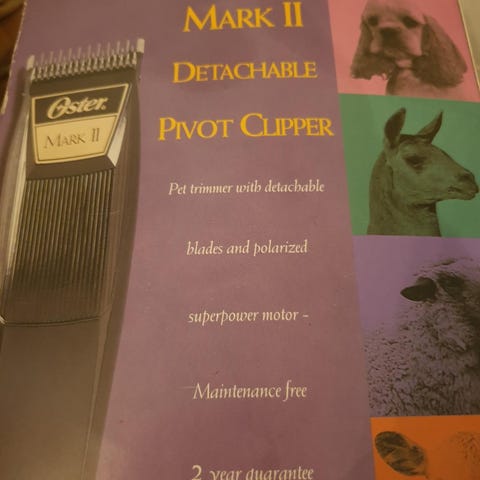 MARK II
DETACHABLE
PIVOT CLIPPER
Oster
MARK II
Pet trimmer with detachable
blades and polarized
superpower motor –
Maintenance free
2 year guarantee